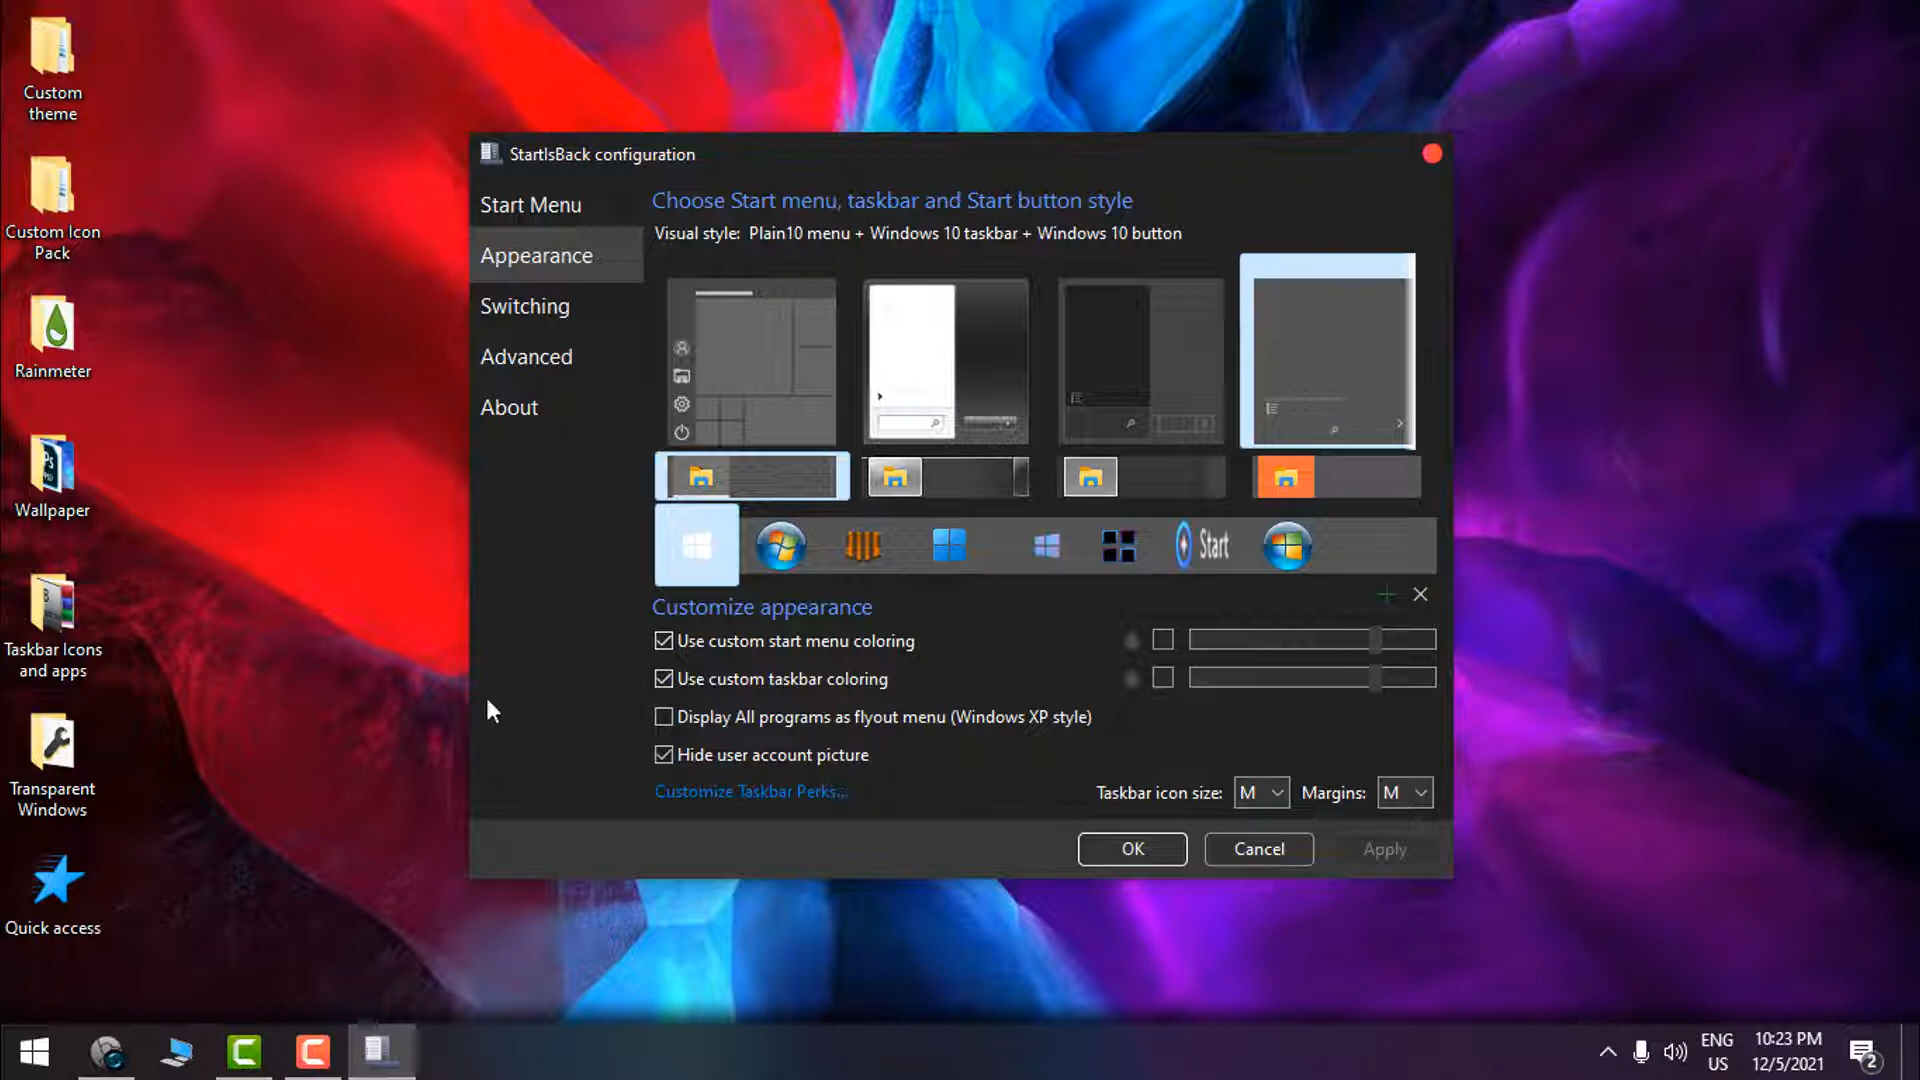 Custom
theme
Custom Icon
Pack
Rainmeter
Wallpaper
Taskbar Icons
and apps
Transparent
Windows
Quick access
StartIsBack configuration
Start Menu
Appearance
Switching
Advanced
About
Choose Start menu, taskbar and Start button style
Visual style: Plain10 menu + Windows 10 taskbar + Windows 10 button
Start
Customize appearance
Use custom start menu coloring
Use custom taskbar coloring
Display All programs as flyout menu (Windows XP style)
Hide user account picture
Customize Taskbar Perks...
Taskbar icon size: M Margins: M
OK Cancel Apply
ENG
US
10:23 PM
12/5/2021
2